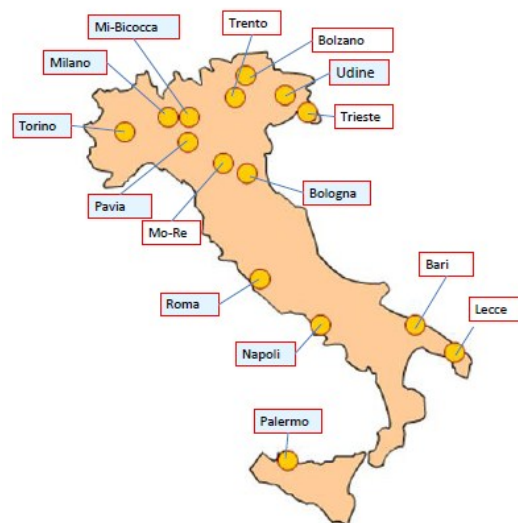 Trento
Mi-Bicocca
Bolzano
Milano
Udine
Torino
Trieste
Pavia
Bologna
Mo-Re
Bari
Roma
Lecce
Napoli
Palermo